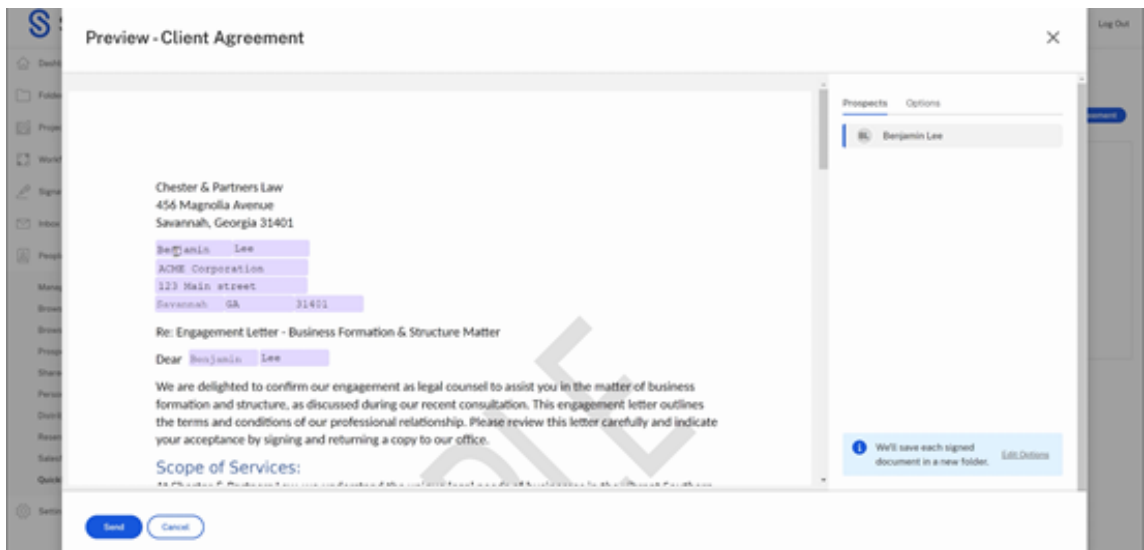 S
Preview - Client Agreement
Log Out
Prospects Options
BL Benjamin Lee
Chester & Partners Law
456 Magnolia Avenue
Savannah, Georgia 31401
Benjamin Lee
ACME Corporation
123 Main street
Savannah GA 31401
Re: Engagement Letter - Business Formation & Structure Matter
Dear Benjamin Lee
We are delighted to confirm our engagement as legal counsel to assist you in the matter of business
formation and structure, as discussed during our recent consultation. This engagement letter outlines
the terms and conditions of our professional relationship. Please review this letter carefully and indicate
your acceptance by signing and returning a copy to our office.
Scope of Services:
We'll save each signed
document in a new folder.
Edit Options
Send Cancel